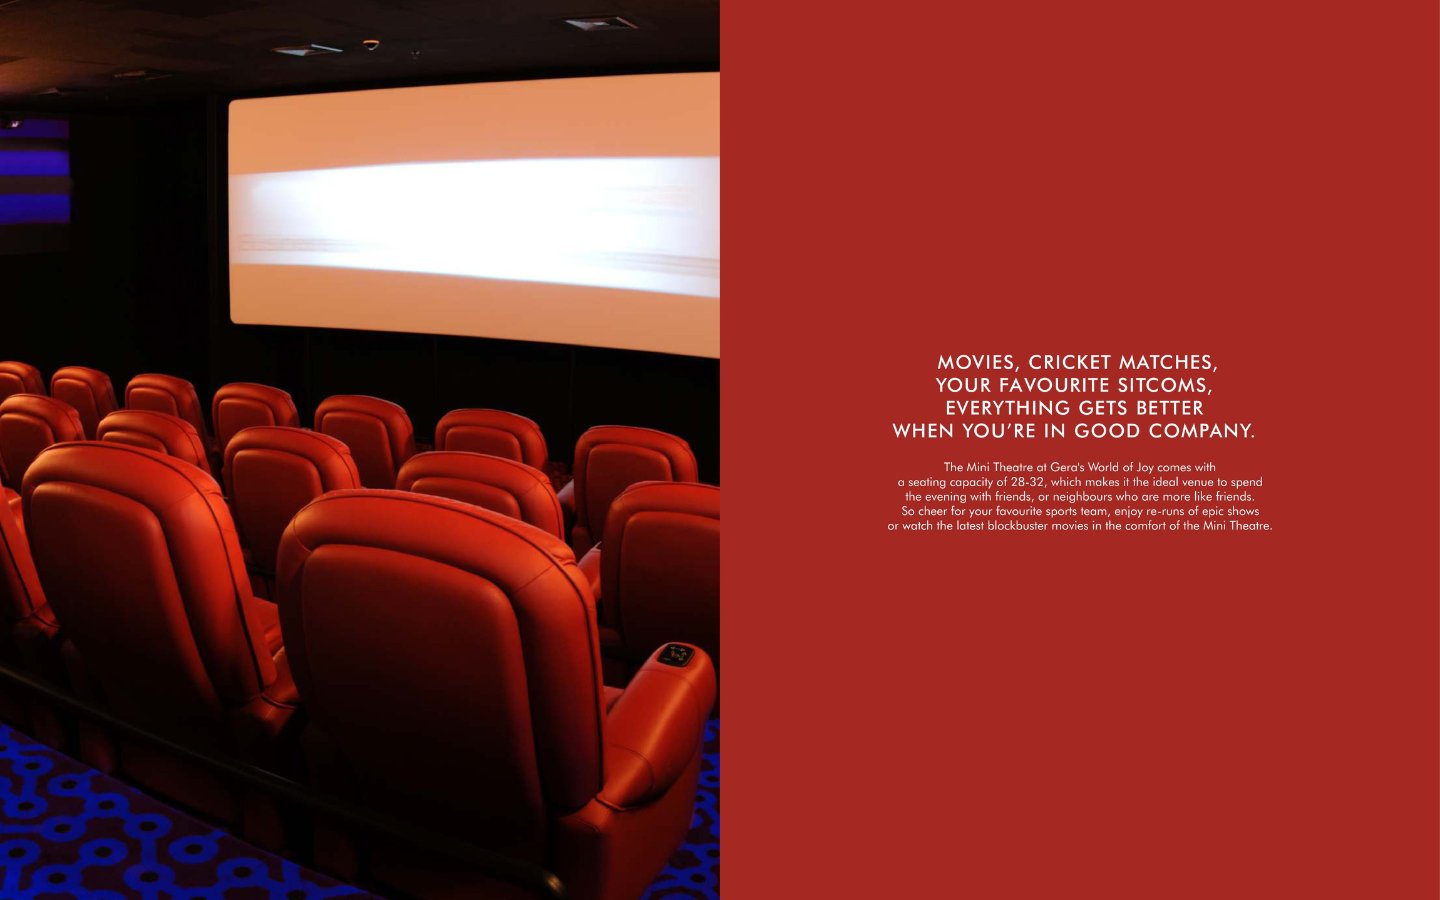 MOVIES, CRICKET MATCHES,
YOUR FAVOURITE SITCOMS,
EVERYTHING GETS BETTER
WHEN YOU’RE IN GOOD COMPANY.
The Mini Theatre at Gera's World of Joy comes with
a seating capacity of 28-32, which makes it the ideal venue to spend
the evening with friends, or neighbours who are more like friends.
So cheer for your favourite sports team, enjoy re-runs of epic shows
or watch the latest blockbuster movies in the comfort of the Mini Theatre.